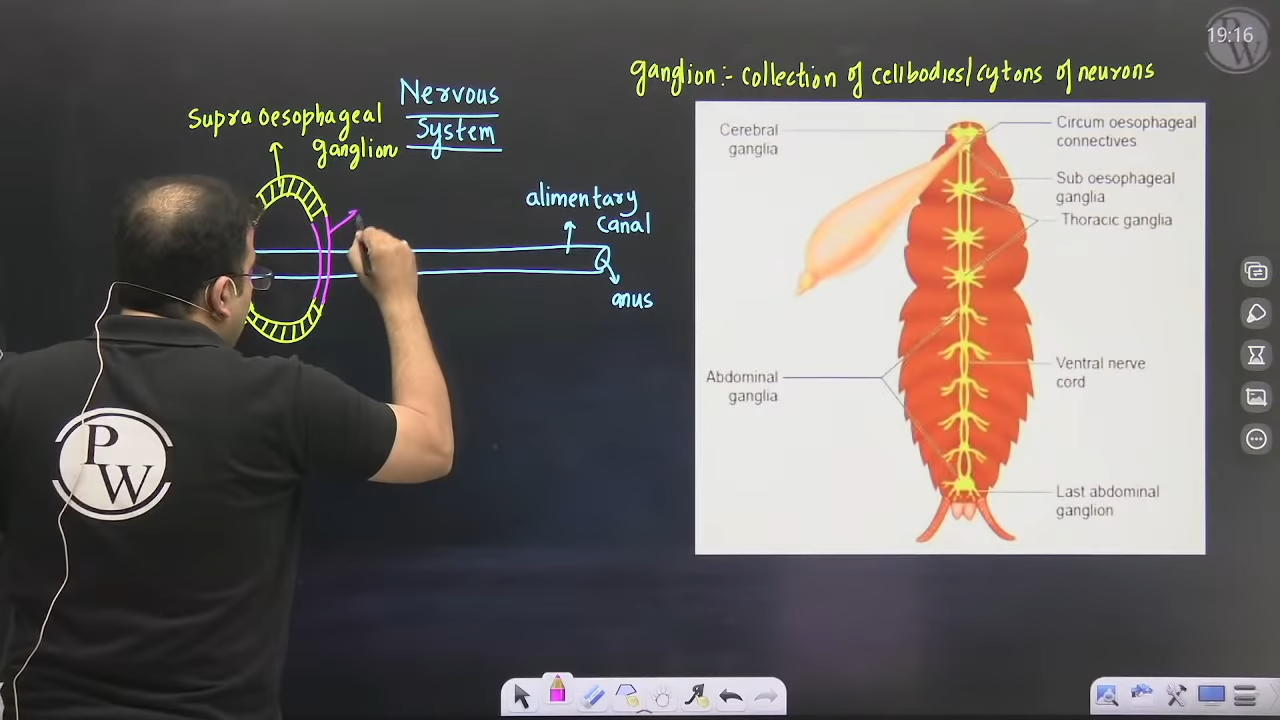 19:16
PW
ganglion :- collection of cellbodies/cytons of neurons
Nervous
System
Supra oesophageal
ganglion
alimentary
canal
anus
Cerebral
ganglia
Circum oesophageal
connectives
Sub oesophageal
ganglia
Thoracic ganglia
Abdominal
ganglia
Ventral nerve
cord
Last abdominal
ganglion
P
W